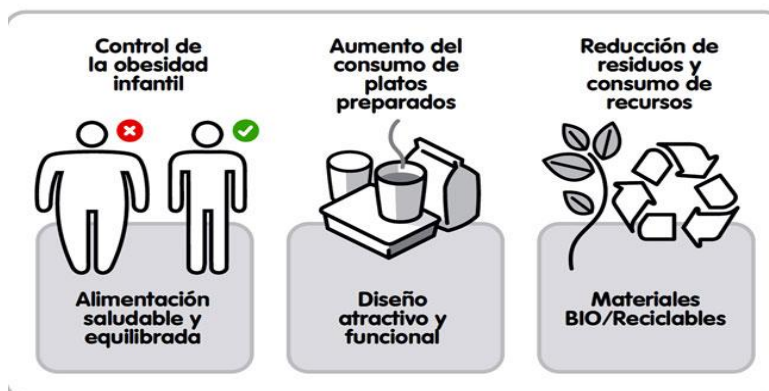 Control de
la obesidad
infantil
Alimentación
saludable y
equilibrada
Aumento del
consumo de
platos
preparados
Diseño
atractivo y
funcional
Reducción de
residuos y
consumo de
recursos
Materiales
BIO/Reciclables